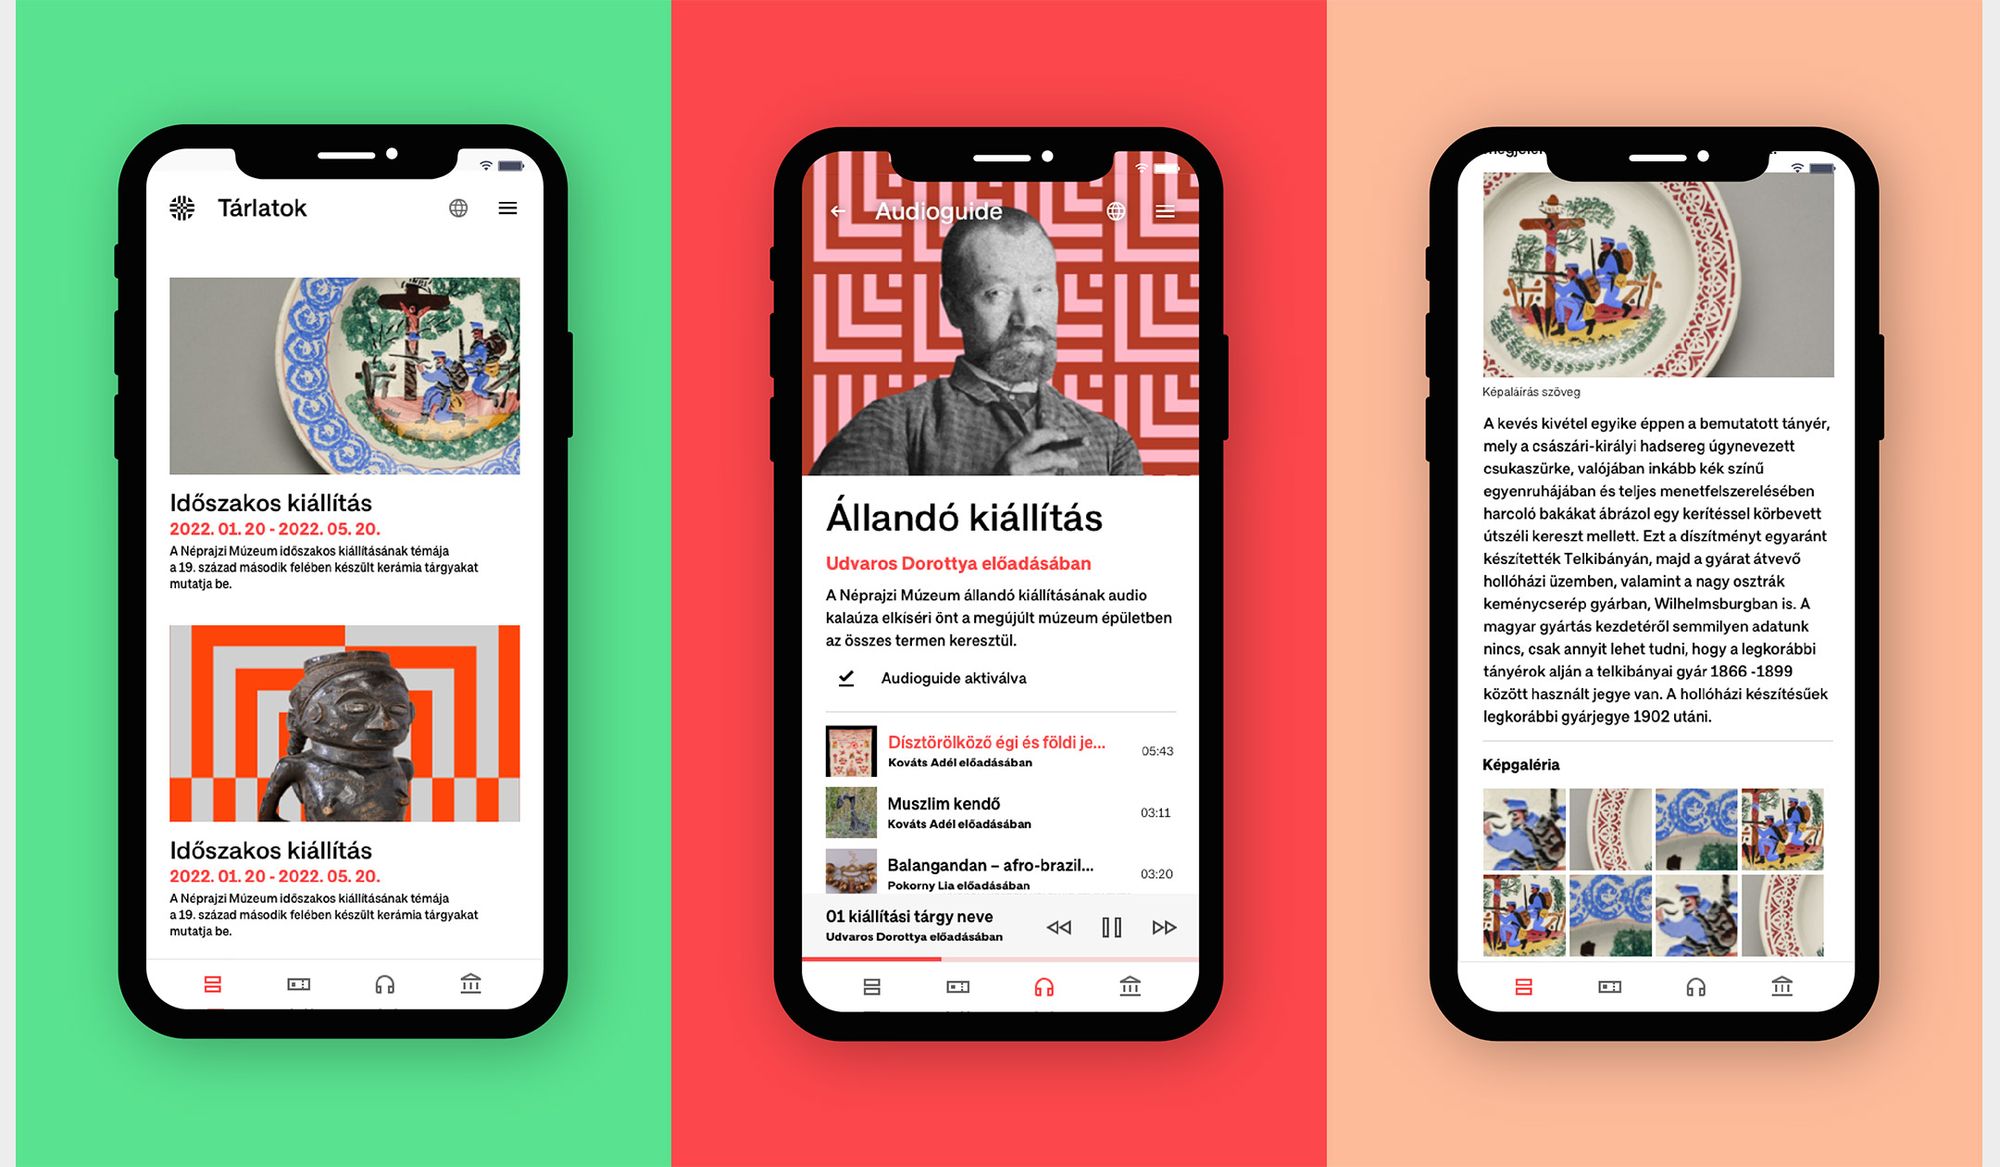 Tárlatok
Időszakos kiállítás
2022. 01. 20 - 2022. 05. 20.
A Néprajzi Múzeum időszakos kiállításának témája
a 19. század második felében készült kerámia tárgyakat
mutatja be.
Időszakos kiállítás
2022. 01. 20 - 2022. 05. 20.
A Néprajzi Múzeum időszakos kiállításának témája
a 19. század második felében készült kerámia tárgyakat
mutatja be.
Audioguide
Állandó kiállítás
Udvaros Dorottya előadásában
A Néprajzi Múzeum állandó kiállításának audio
kalaúza elkíséri önt a megújúlt múzeum épületben
az összes termen keresztül.
Audioguide aktiválva
Dísztörölköző égi és földi je...
Kováts Adél előadásában
05:43
Muszlim kendő
Kováts Adél előadásában
03:11
Balangandan – afro-brazil...
Pokorny Lia előadásában
03:20
01 kiállítási tárgy neve
Udvaros Dorottya előadásában
Képaláírás szöveg
A kevés kivétel egyike éppen a bemutatott tányér,
mely a császári-királyi hadsereg úgynevezett
csukaszürke, valójában inkább kék színű
egyenruhájában és teljes menetfelszerelésében
harcoló bakákat ábrázol egy kerítéssel körbevett
útszéli kereszt mellett. Ezt a díszítményt egyaránt
készítették Telkibányán, majd a gyárat átvevő
hollóházi üzemben, valamint a nagy osztrák
keménycserép gyárban, Wilhelmsburgban is. A
magyar gyártás kezdetéről semmilyen adatunk
nincs, csak annyit lehet tudni, hogy a legkorábbi
tányérok alján a telkibányai gyár 1866 -1899
között használt jegye van. A hollóházi készítésűek
legkorábbi gyárjegye 1902 utáni.
Képgaléria